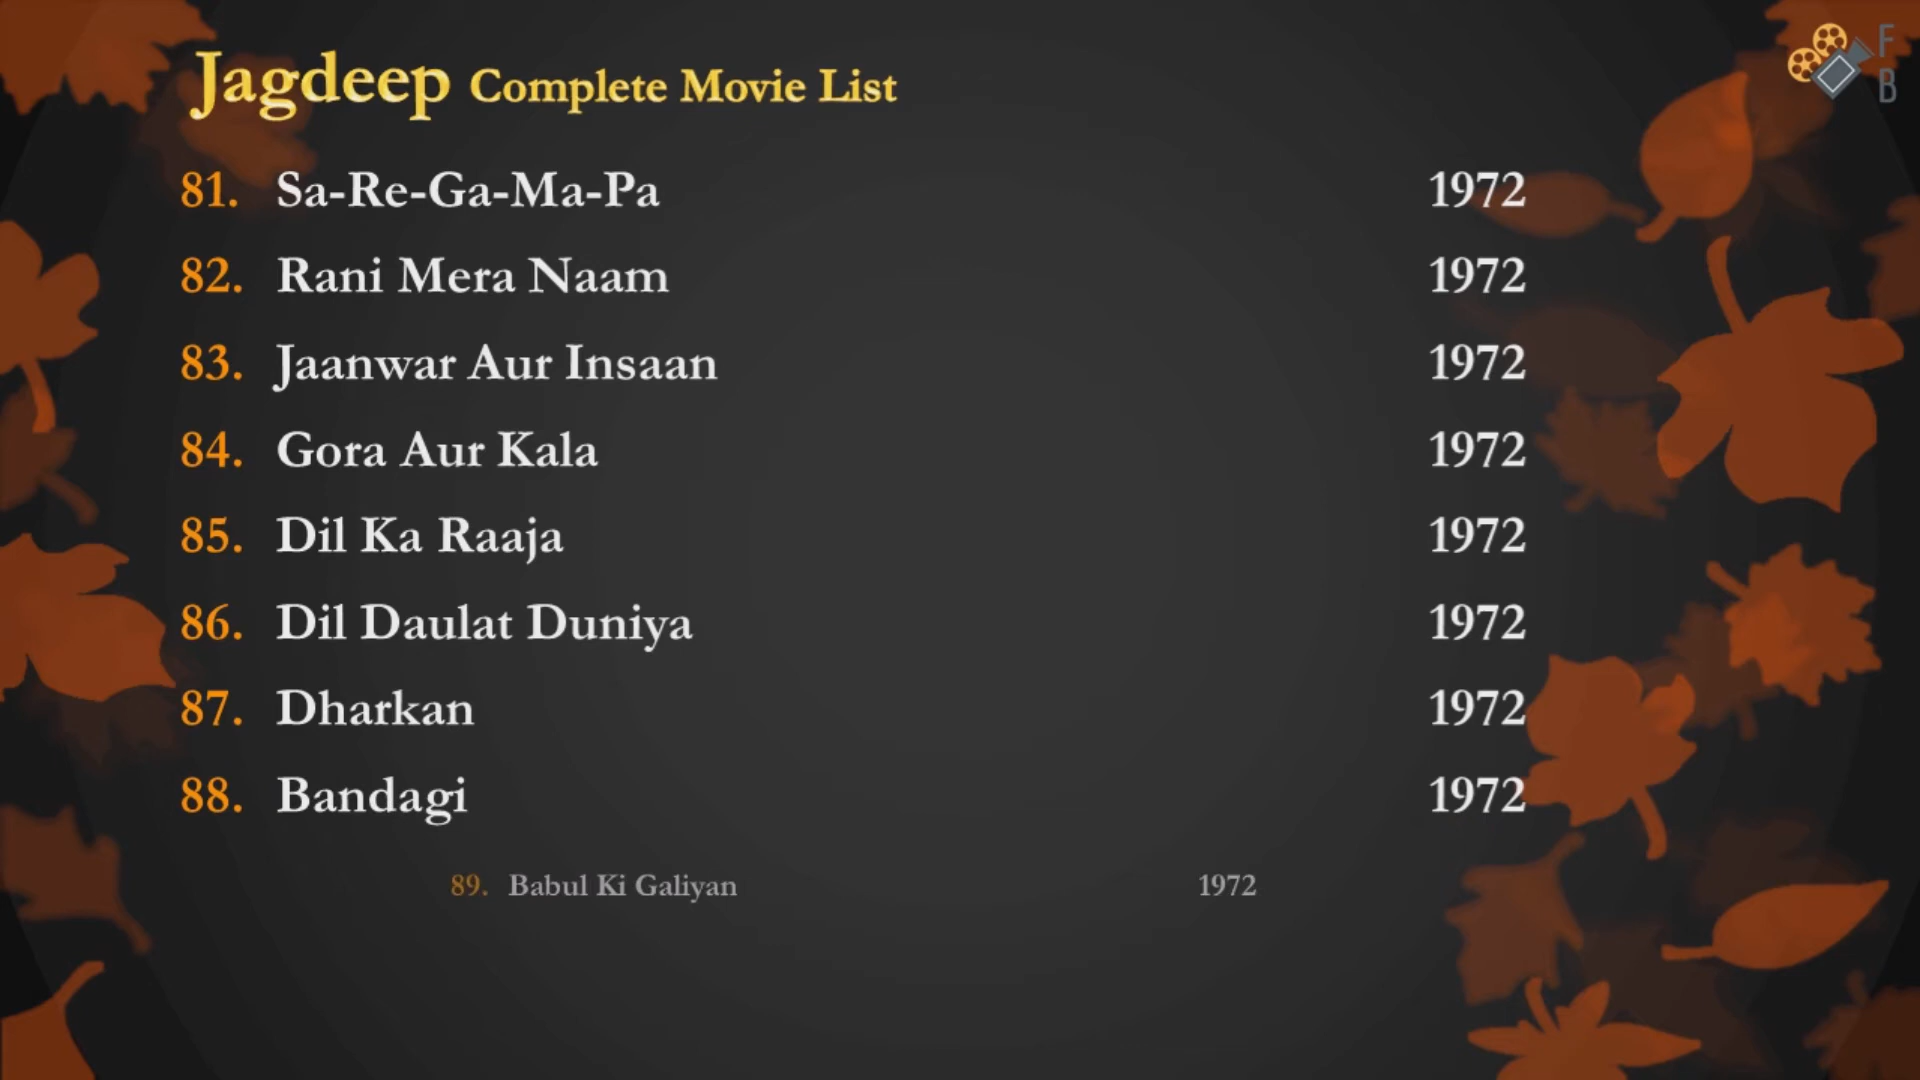 Jagdeep Complete Movie List
F
B
81. Sa-Re-Ga-Ma-Pa 1972
82. Rani Mera Naam 1972
83. Jaanwar Aur Insaan 1972
84. Gora Aur Kala 1972
85. Dil Ka Raaja 1972
86. Dil Daulat Duniya 1972
87. Dharkan 1972
88. Bandagi 1972
89. Babul Ki Galiyan 1972